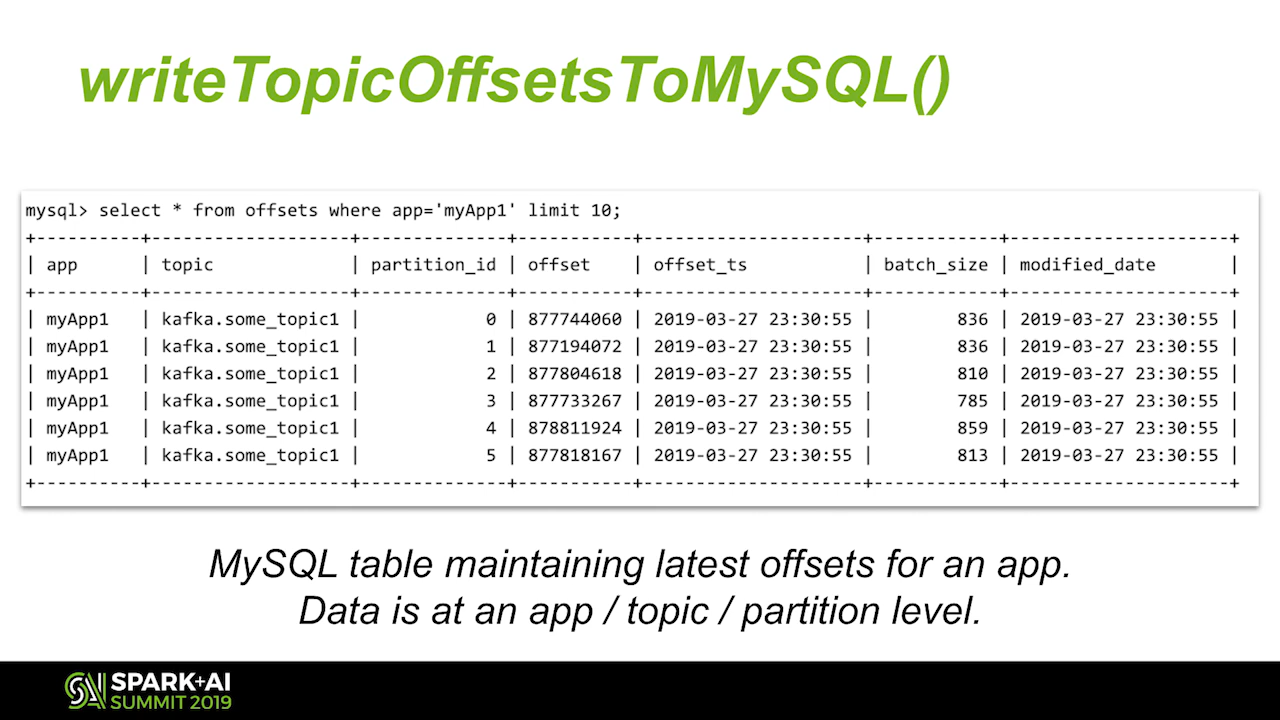 writeTopicOffsetsToMySQL()
mysql> select * from offsets where app='myApp1' limit 10;
+----------+-------------------+--------------+-----------+---------------------+------------+---------------------+
| app      | topic             | partition_id | offset    | offset_ts           | batch_size | modified_date       |
+----------+-------------------+--------------+-----------+---------------------+------------+---------------------+
| myApp1   | kafka.some_topic1 |            0 | 877744060 | 2019-03-27 23:30:55 |        836 | 2019-03-27 23:30:55 |
| myApp1   | kafka.some_topic1 |            1 | 877194072 | 2019-03-27 23:30:55 |        836 | 2019-03-27 23:30:55 |
| myApp1   | kafka.some_topic1 |            2 | 877804618 | 2019-03-27 23:30:55 |        810 | 2019-03-27 23:30:55 |
| myApp1   | kafka.some_topic1 |            3 | 877733267 | 2019-03-27 23:30:55 |        785 | 2019-03-27 23:30:55 |
| myApp1   | kafka.some_topic1 |            4 | 878811924 | 2019-03-27 23:30:55 |        859 | 2019-03-27 23:30:55 |
| myApp1   | kafka.some_topic1 |            5 | 877818167 | 2019-03-27 23:30:55 |        813 | 2019-03-27 23:30:55 |
+----------+-------------------+--------------+-----------+---------------------+------------+---------------------+
MySQL table maintaining latest offsets for an app.
Data is at an app / topic / partition level.
SPARK+AI
SUMMIT 2019